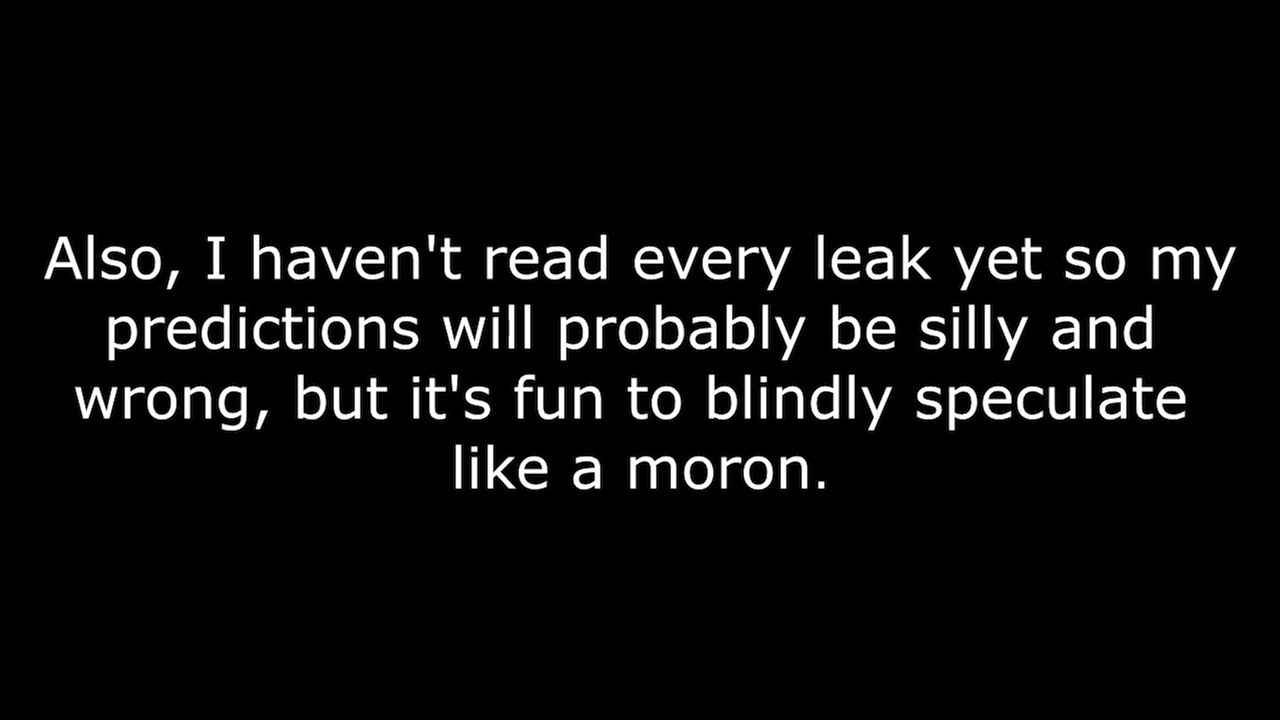 Also, I haven't read every leak yet so my
predictions will probably be silly and
wrong, but it's fun to blindly speculate
like a moron.